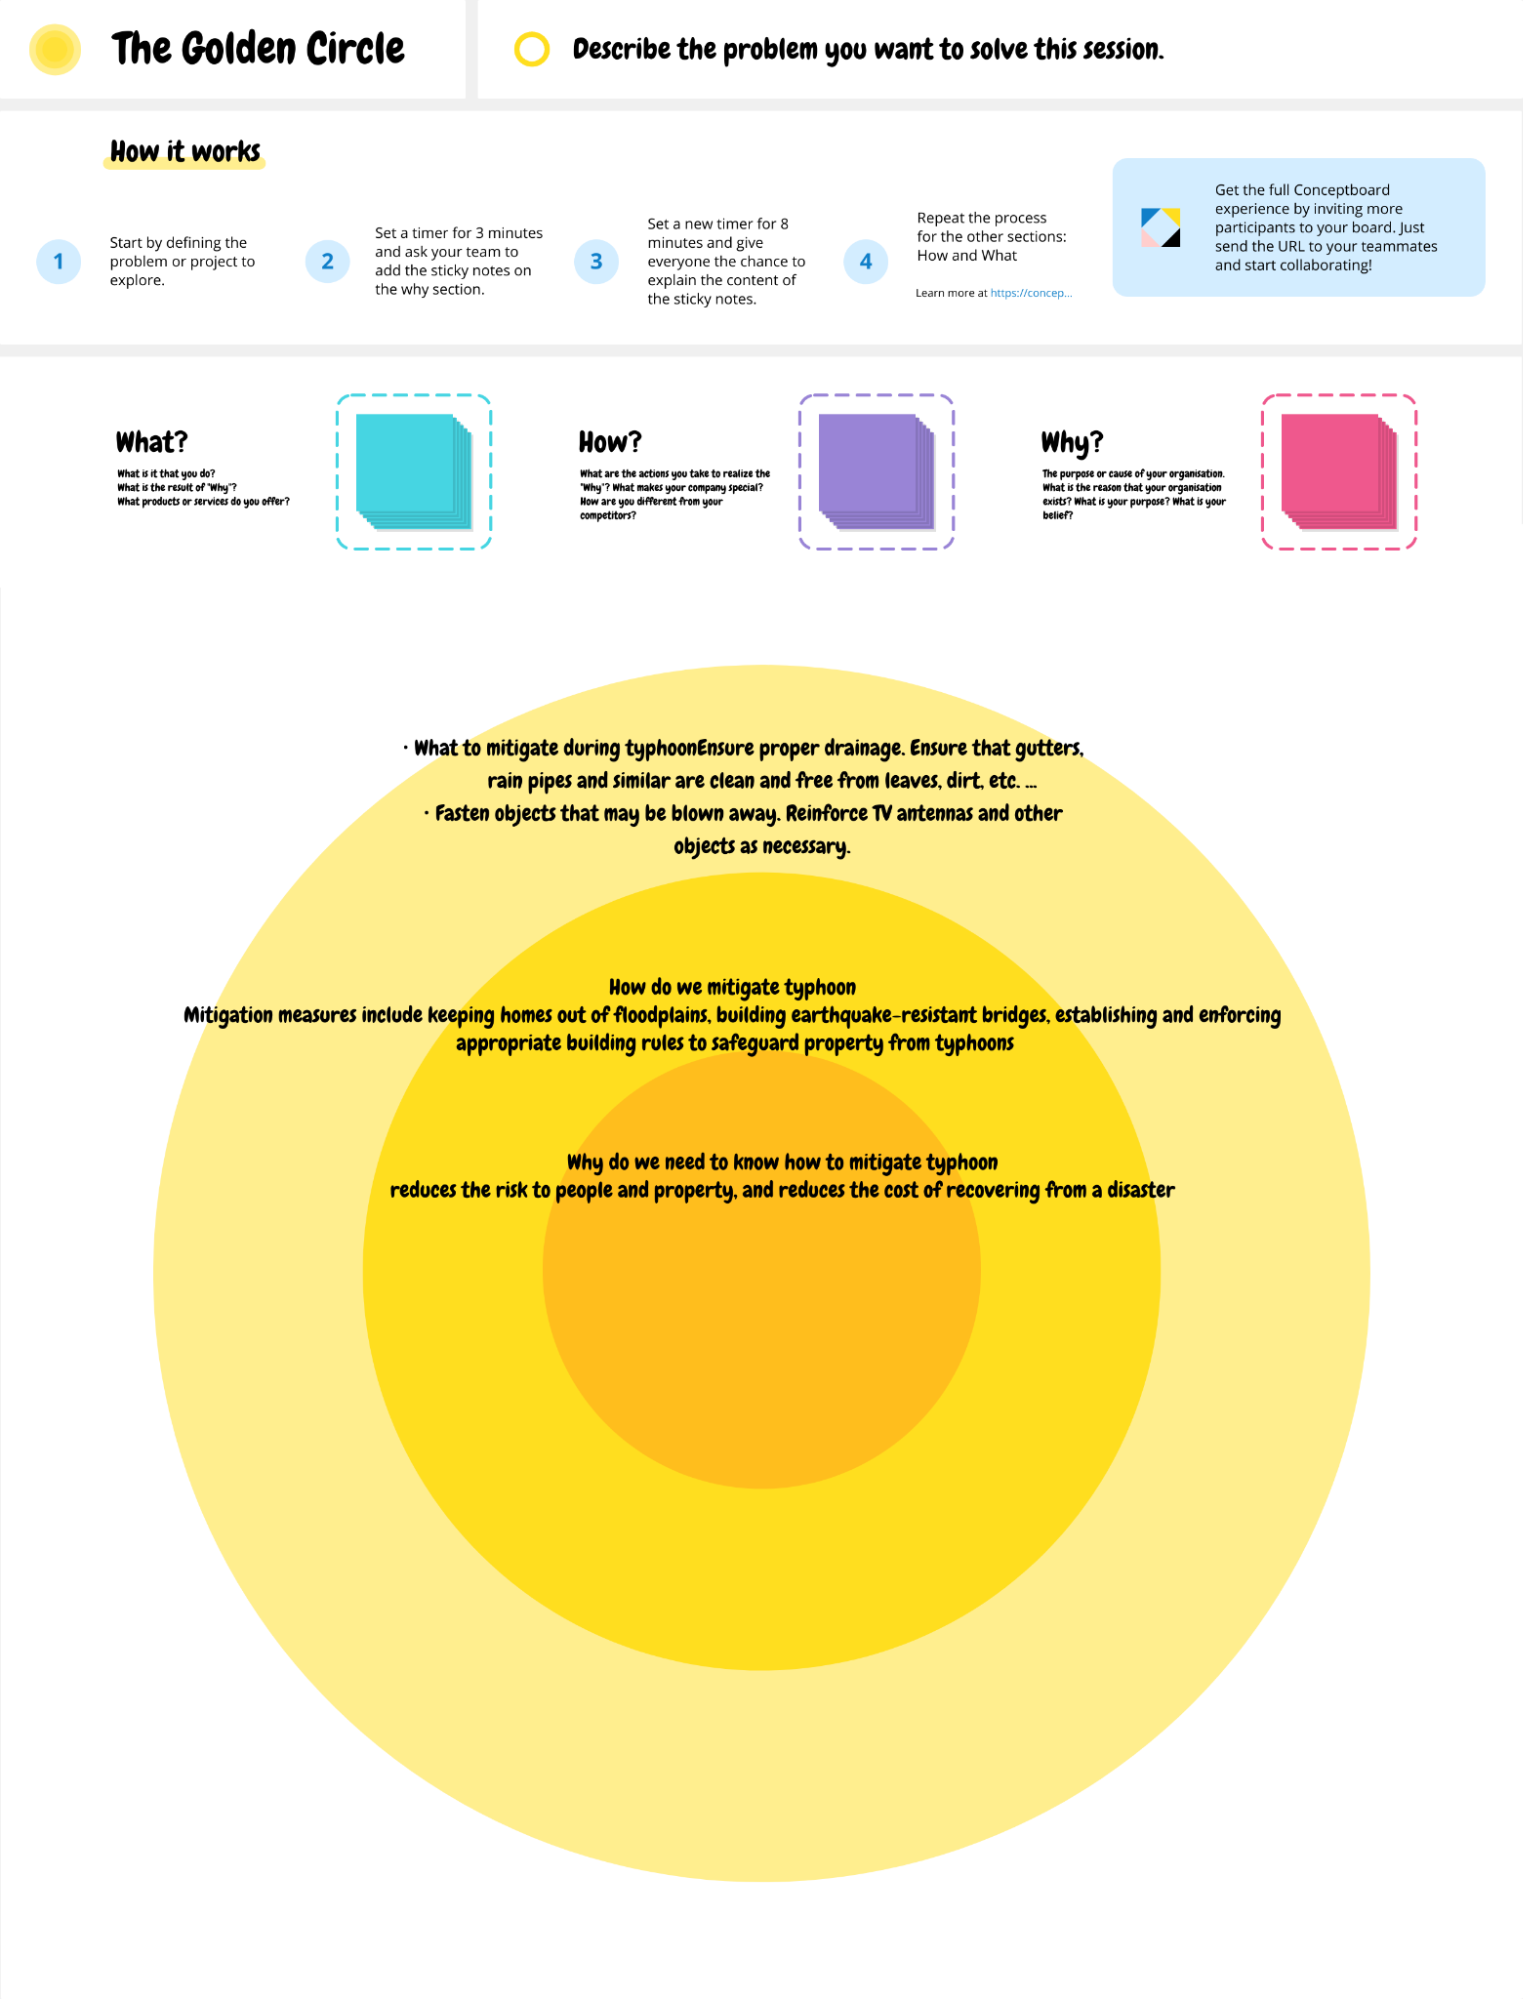 The Golden Circle
Describe the problem you want to solve this session.
How it works
1
Start by defining the
problem or project to
explore.
2
Set a timer for 3 minutes
and ask your team to
add the sticky notes on
the why section.
3
Set a new timer for 8
minutes and give
everyone the chance to
explain the content of
the sticky notes.
4
Repeat the process
for the other sections:
How and What
Learn more at https://concep...
Get the full Conceptboard
experience by inviting more
participants to your board. Just
send the URL to your teammates
and start collaborating!
What?
What is it that you do?
What is the result of "Why"?
What products or services do you offer?
How?
What are the actions you take to realize the
"Why"? What makes your company special?
How are you different from your
competitors?
Why?
The purpose or cause of your organisation.
What is the reason that your organisation
exists? What is your purpose? What is your
belief?
· What to mitigate during typhoonEnsure proper drainage. Ensure that gutters,
rain pipes and similar are clean and free from leaves, dirt, etc. ...
· Fasten objects that may be blown away. Reinforce TV antennas and other
objects as necessary.
How do we mitigate typhoon
Mitigation measures include keeping homes out of floodplains, building earthquake-resistant bridges, establishing and enforcing
appropriate building rules to safeguard property from typhoons
Why do we need to know how to mitigate typhoon
reduces the risk to people and property, and reduces the cost of recovering from a disaster